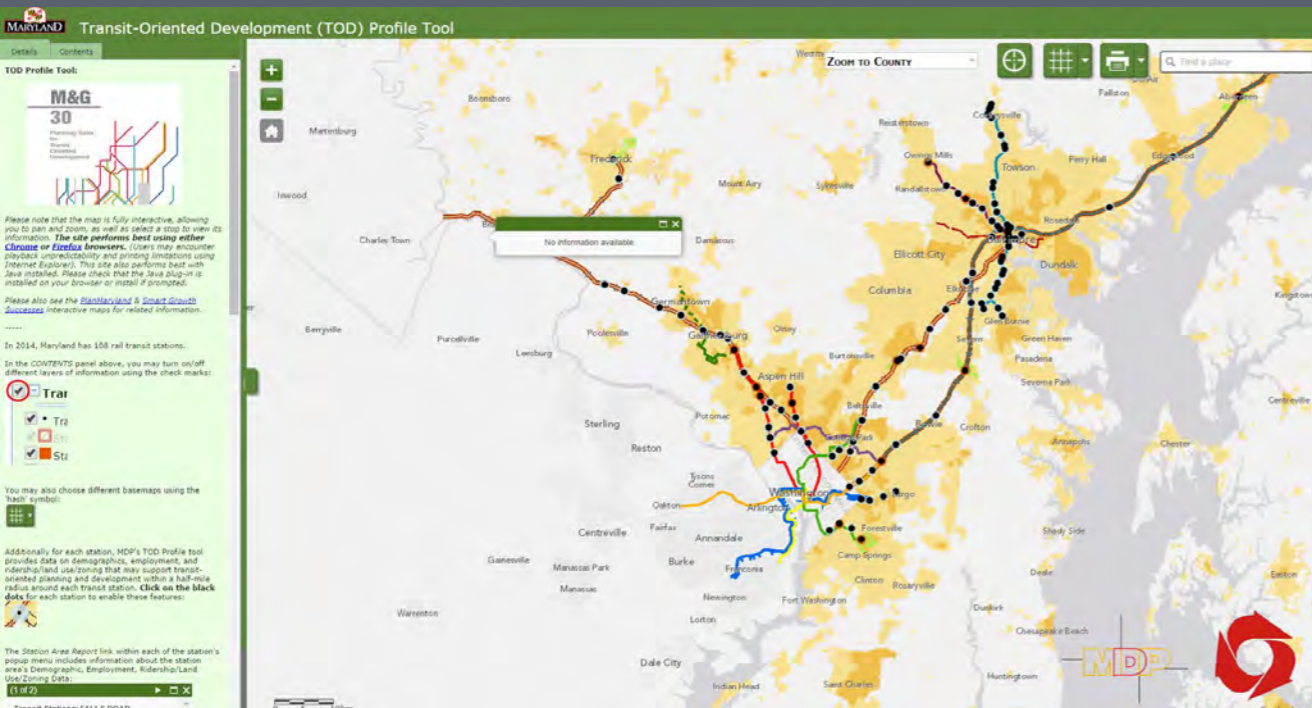 MARYLAND
Transit-Oriented Development (TOD) Profile Tool
Details
Contents
TOD Profile Tool:
M&G
30
Planning Tools
for
Transit
Oriented
Development
Please note that the map is fully interactive, allowing
you to pan and zoom, as well as select a stop to view its
information. The site performs best using either
Chrome or Firefox browsers. (Users may encounter
playback unpredictability and printing limitations using
Internet Explorer). This site also performs best with
Java installed. Please check that the Java plug-in is
installed on your browser or install if prompted.
Please also see the PlanMaryland & Smart Growth
Successes interactive maps for related information.
-----
In 2014, Maryland has 108 rail transit stations.
In the CONTENTS panel above, you may turn on/off
different layers of information using the check marks:
Trar
Tra
Sta
Sta
You may also choose different basemaps using the
'hash' symbol:
Additionally for each station, MDP's TOD Profile tool
provides data on demographics, employment, and
ridership/land use/zoning that may support transit-
oriented planning and development within a half-mile
radius around each transit station. Click on the black
dots for each station to enable these features:
The Station Area Report link within each of the station's
popup menu includes information about the station
area's Demographic, Employment, Ridership/Land
Use/Zoning Data:
(1 of 2)
ZOOM TO COUNTY
Find a place
No information available
Boonsboro
Martinsburg
Inwood
Charles Town
Berryville
Purcellville
Leesburg
Frederick
Mount Airy
Sykesville
Damascus
Reisterstown
Cockeysville
Fallston
Aberdeen
Owings Mills
Towson
Perry Hall
Edgewood
Randallstown
Rosedale
Baltimore
Ellicott City
Dundalk
Columbia
Elkridge
Glen Burnie
Germantown
Poolesville
Gaithersburg
Olney
Burtonsville
Severn
Green Haven
Pasadena
Severna Park
Kingstown
Aspen Hill
Potomac
Beltsville
Bowie
Crofton
Annapolis
Centreville
Chester
Sterling
Reston
Tysons
Corner
Washington
Largo
Oakton
Arlington
Centreville
Fairfax
Annandale
Forestville
Shady Side
Gainesville
Manassas Park
Burke
Franconia
Camp Springs
Manassas
Newington
Fort Washington
Clinton
Rosaryville
Deale
Easton
Warrenton
Lorton
Dunkirk
Chesapeake Beach
Dale City
Indian Head
Saint Charles
Huntingtown
MDP